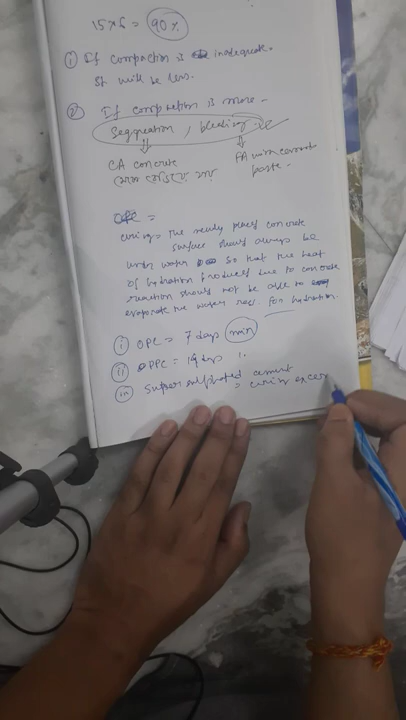 15×6 = 90%
① If compaction is inadequate.
St will be less.
② If compaction is more -
Segregation, bleeding
CA concrete FA with cement
paste -
curing = The newly placed concrete
surface should always be
under water so that the heat
of hydration produced due to concrete
reaction should not be able to
evaporate the water for hydration.
ⓘ OPC = 7 days min
ⓘⓘ PPC = 14 days
ⓘⓘⓘ Super sulphated cement
= curing exces